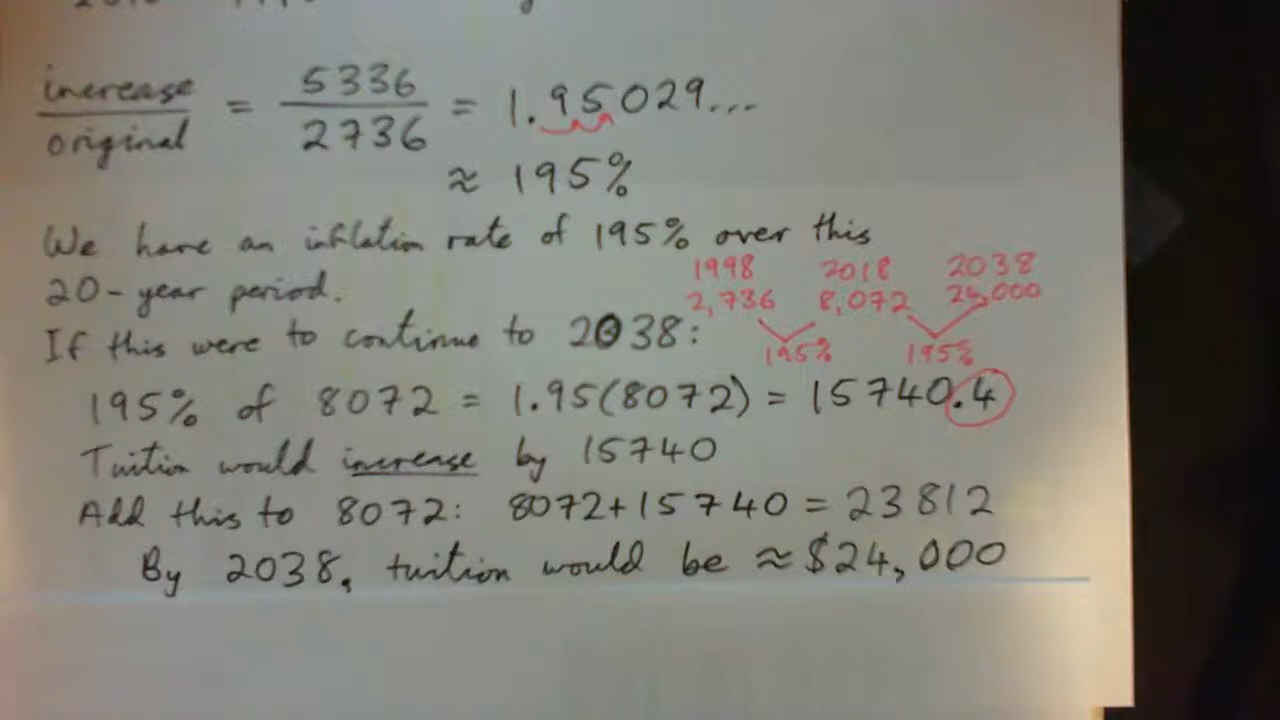 increase = 5336 = 1.95029...
original 2736
≈ 195%
We have an inflation rate of 195% over this
20-year period.
1998 2018 2038
2,736 8,072 24,000
195% 195%
If this were to continue to 2038:
195% of 8072 = 1.95(8072) = 15740.4
Tuition would increase by 15740
Add this to 8072: 8072+15740 = 23812
By 2038, tuition would be ≈ $24,000